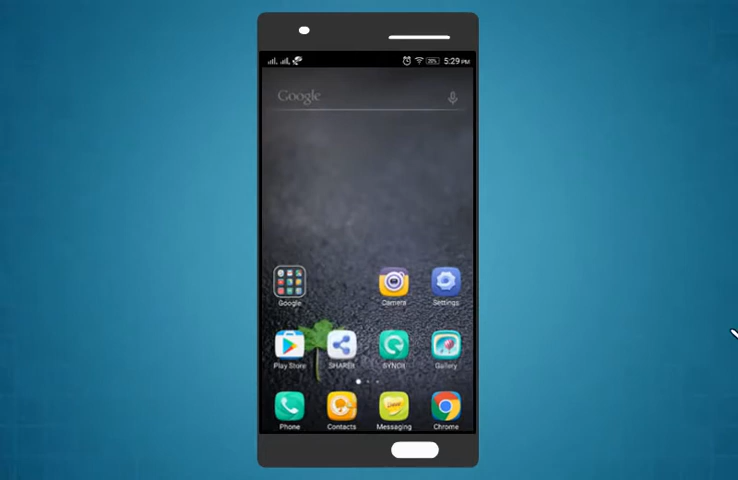 5:29 PM
Google
Google
Camera
Settings
Play Store
SHAREit
SYNCit
Gallery
Phone
Contacts
Messaging
Chrome